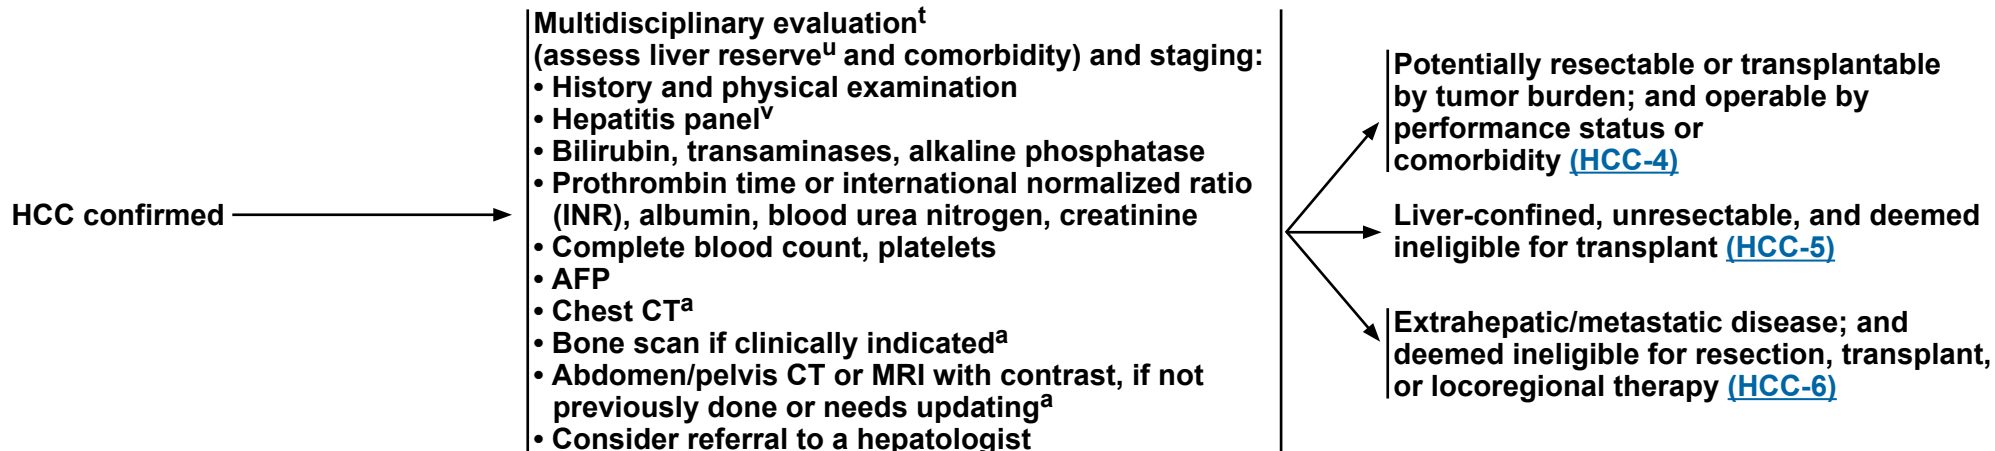 HCC confirmed
Multidisciplinary evaluationᵗ
(assess liver reserveᵘ and comorbidity) and staging:
• History and physical examination
• Hepatitis panelᵛ
• Bilirubin, transaminases, alkaline phosphatase
• Prothrombin time or international normalized ratio
(INR), albumin, blood urea nitrogen, creatinine
• Complete blood count, platelets
• AFP
• Chest CTᵃ
• Bone scan if clinically indicatedᵃ
• Abdomen/pelvis CT or MRI with contrast, if not
previously done or needs updatingᵃ
• Consider referral to a hepatologist
Potentially resectable or transplantable
by tumor burden; and operable by
performance status or
comorbidity (HCC-4)
Liver-confined, unresectable, and deemed
ineligible for transplant (HCC-5)
Extrahepatic/metastatic disease; and
deemed ineligible for resection, transplant,
or locoregional therapy (HCC-6)